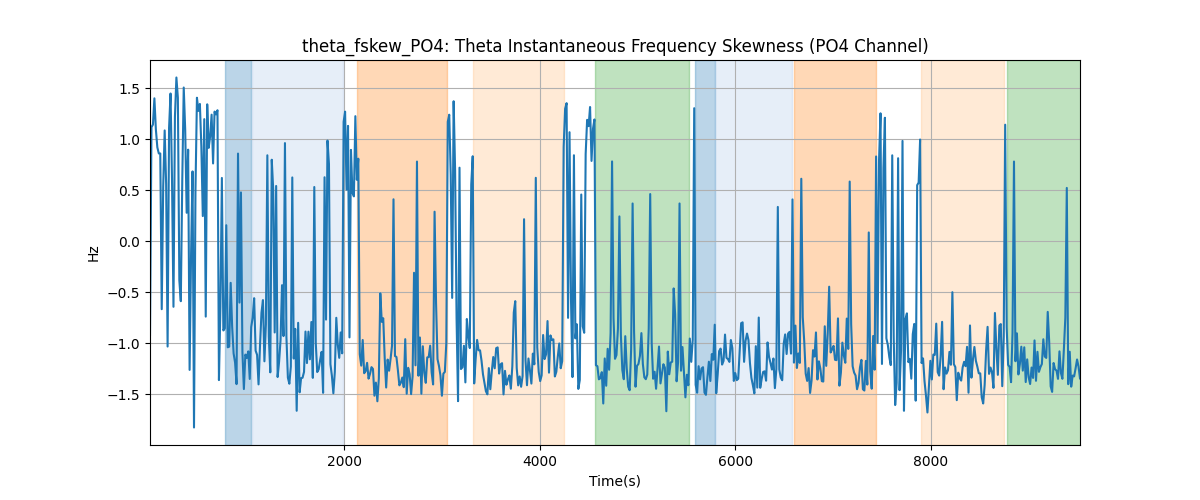 theta_fskew_PO4: Theta Instantaneous Frequency Skewness (PO4 Channel)
1.5
1.0
0.5
0.0
−0.5
−1.0
−1.5
Hz
2000 4000 6000 8000
Time(s)